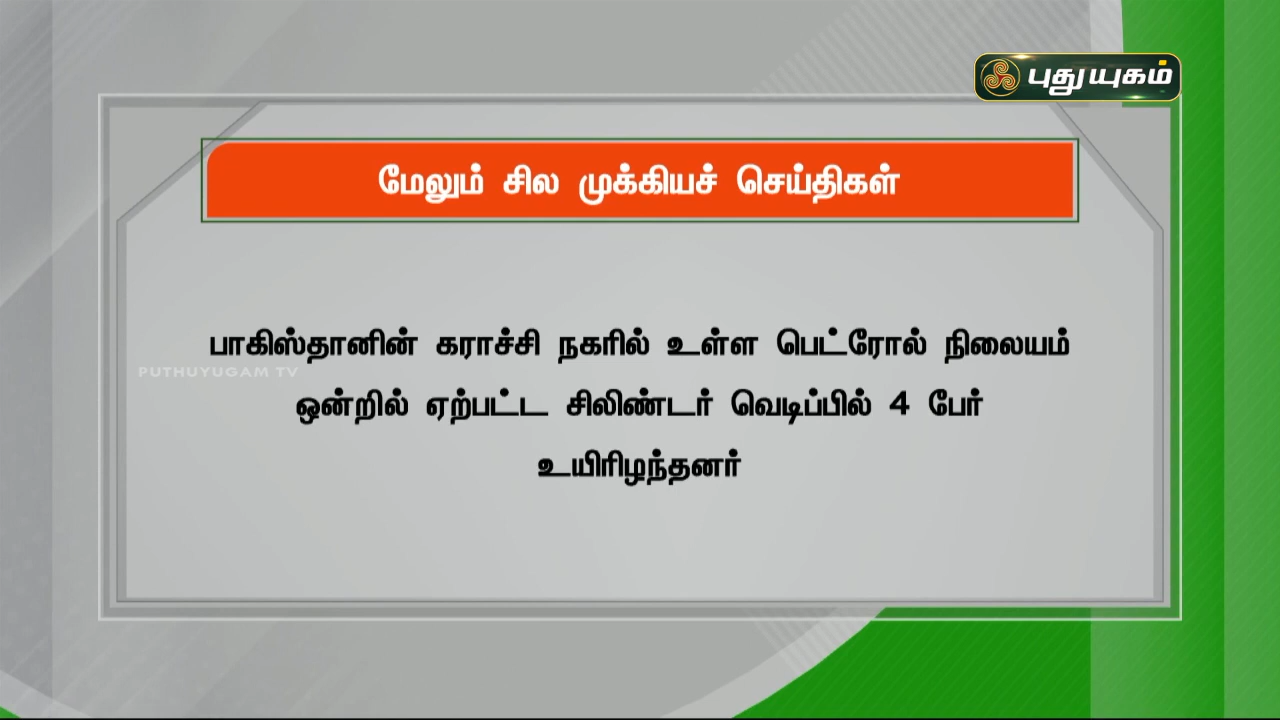 புதுயுகம்
மேலும் சில முக்கியச் செய்திகள்
பாகிஸ்தானின் கராச்சி நகரில் உள்ள பெட்ரோல் நிலையம்
PUTHUYUGAM TV
ஒன்றில் ஏற்பட்ட சிலிண்டர் வெடிப்பில் 4 பேர்
உயிரிழந்தனர்